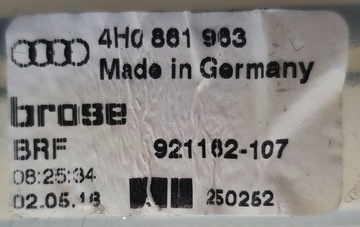 4H0 861 963
Made in Germany
brose
BRF 921162-107
08:25:34
02.05.18 250252